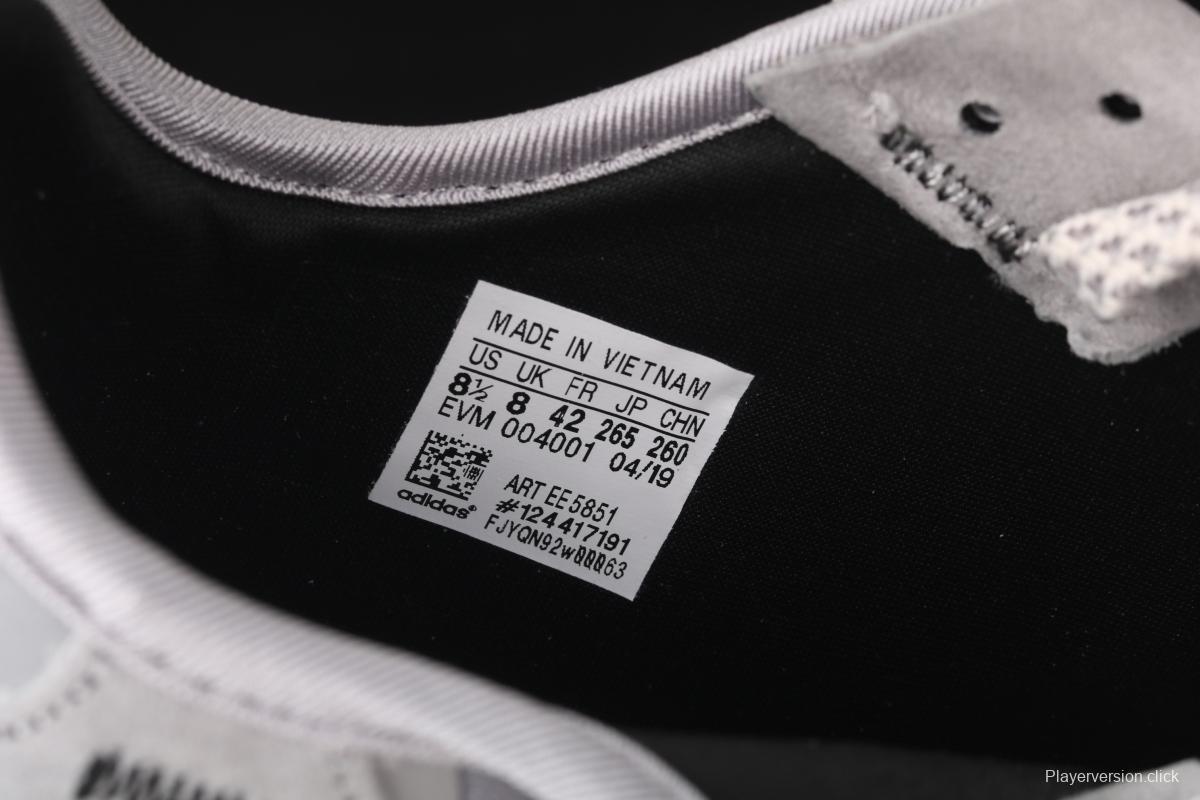 MADE IN VIETNAM
US UK FR JP CHN
8½ 8 42 265 260
EVM 004001 04/19
ART EE5851
#124417191
adidas®
Playerversion.click